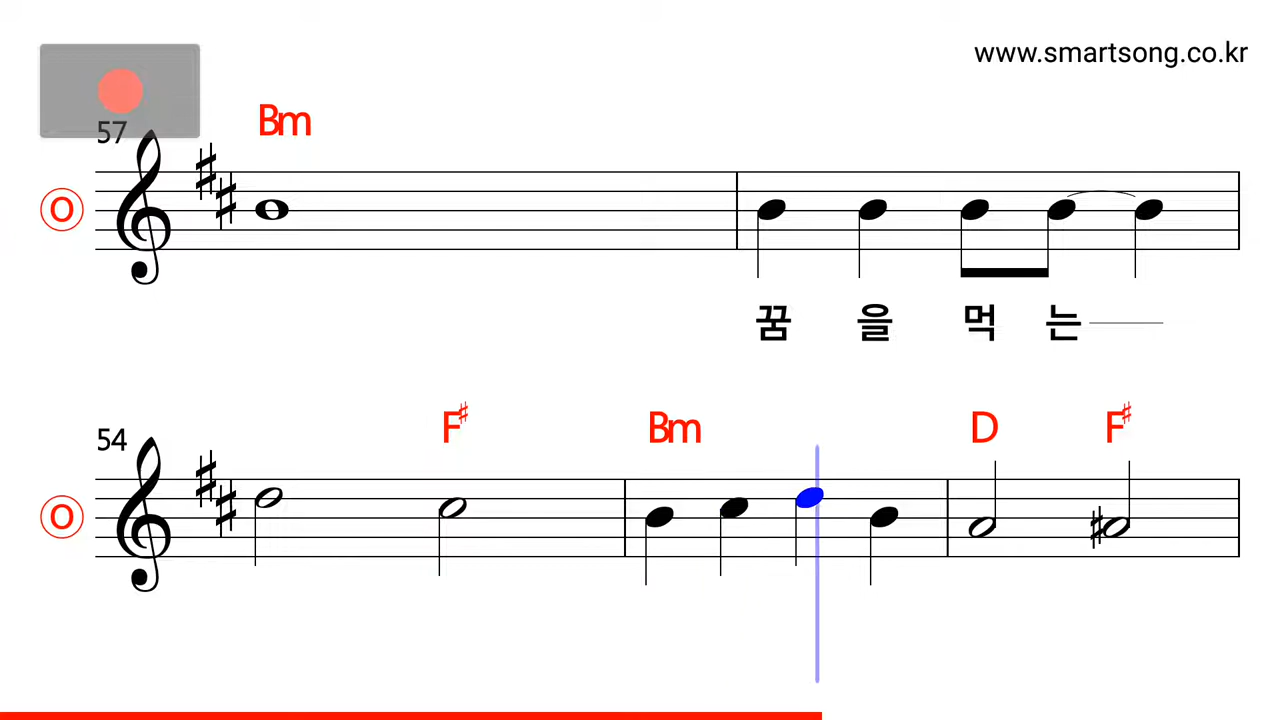 www.smartsong.co.kr
57
Bm
O
꿈 을 먹 는
54
F♯ Bm D F♯
O